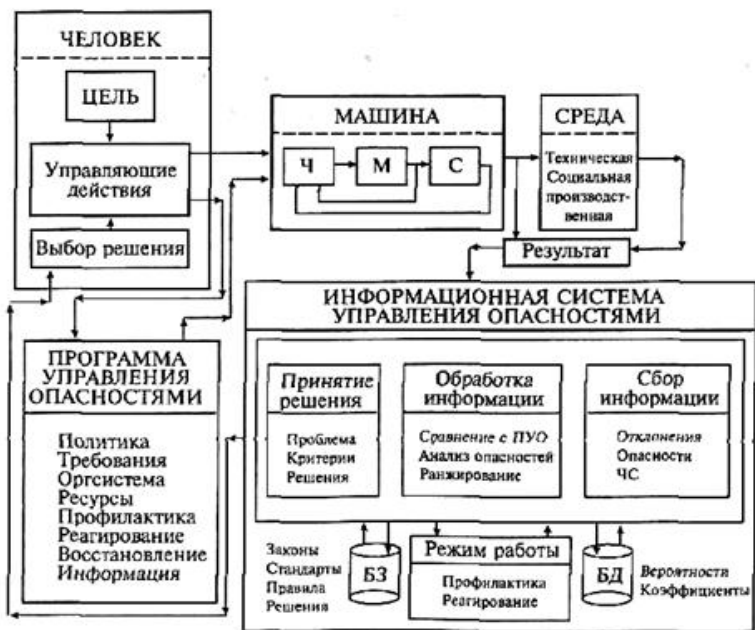 ЧЕЛОВЕК
ЦЕЛЬ
Управляющие
действия
Выбор решения
МАШИНА
Ч
М
С
СРЕДА
Техническая
Социальная
производст-
венная
Результат
ПРОГРАММА
УПРАВЛЕНИЯ
ОПАСНОСТЯМИ
Политика
Требования
Оргсистема
Ресурсы
Профилактика
Реагирование
Восстановление
Информация
ИНФОРМАЦИОННАЯ СИСТЕМА
УПРАВЛЕНИЯ ОПАСНОСТЯМИ
Принятие
решения
Проблема
Критерии
Решения
Обработка
информации
Сравнение с ПУО
Анализ опасностей
Ранжирование
Сбор
информации
Отклонения
Опасности
ЧС
Законы
Стандарты
Правила
Решения
БЗ
Режим работы
Профилактика
Реагирование
БД
Вероятности
Коэффициенты